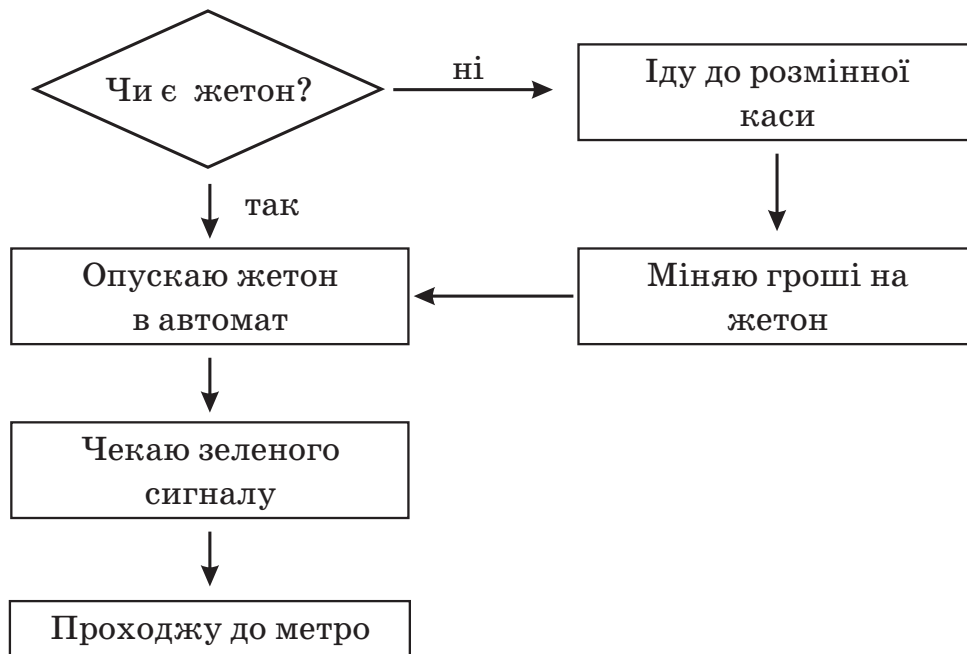 Чи є жетон?
ні
Іду до розмінної
каси
так
Опускаю жетон
в автомат
Міняю гроші на
жетон
Чекаю зеленого
сигналу
Проходжу до метро